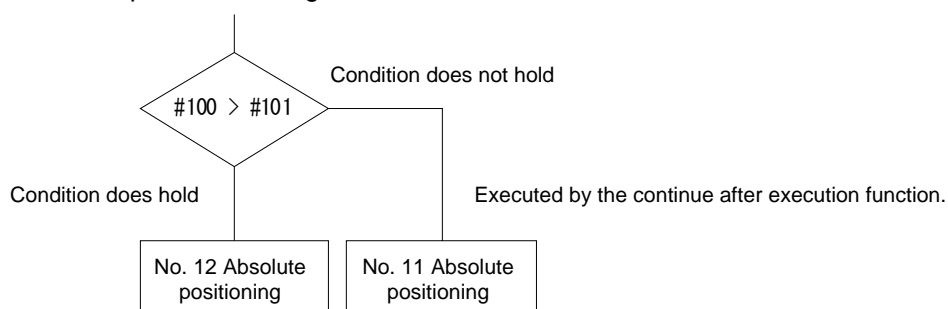 Condition does not hold
#100 > #101
Condition does hold
Executed by the continue after execution function.
No. 12 Absolute
positioning
No. 11 Absolute
positioning